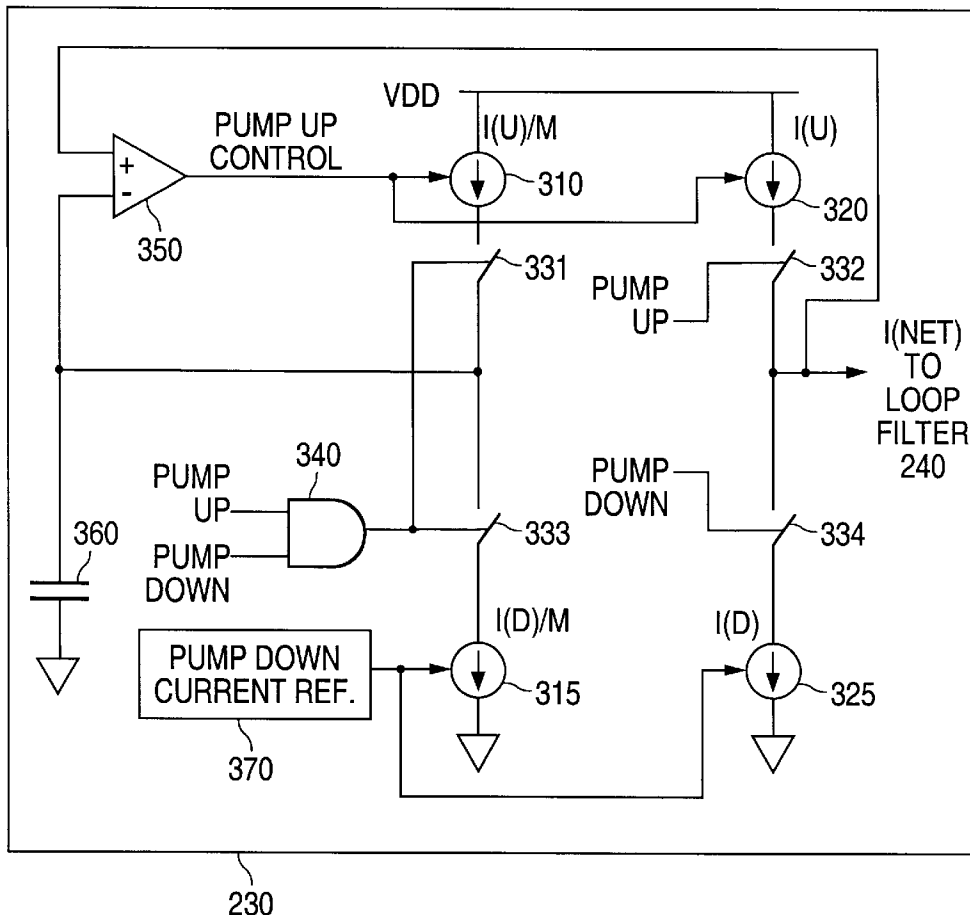 VDD
PUMP UP
CONTROL
I(U)/M
I(U)
+
-
350
310
320
331
332
PUMP
UP
I(NET)
TO
LOOP
FILTER
240
340
PUMP
UP
PUMP
DOWN
PUMP
DOWN
333
334
360
I(D)/M
I(D)
PUMP DOWN
CURRENT REF.
315
325
370
230